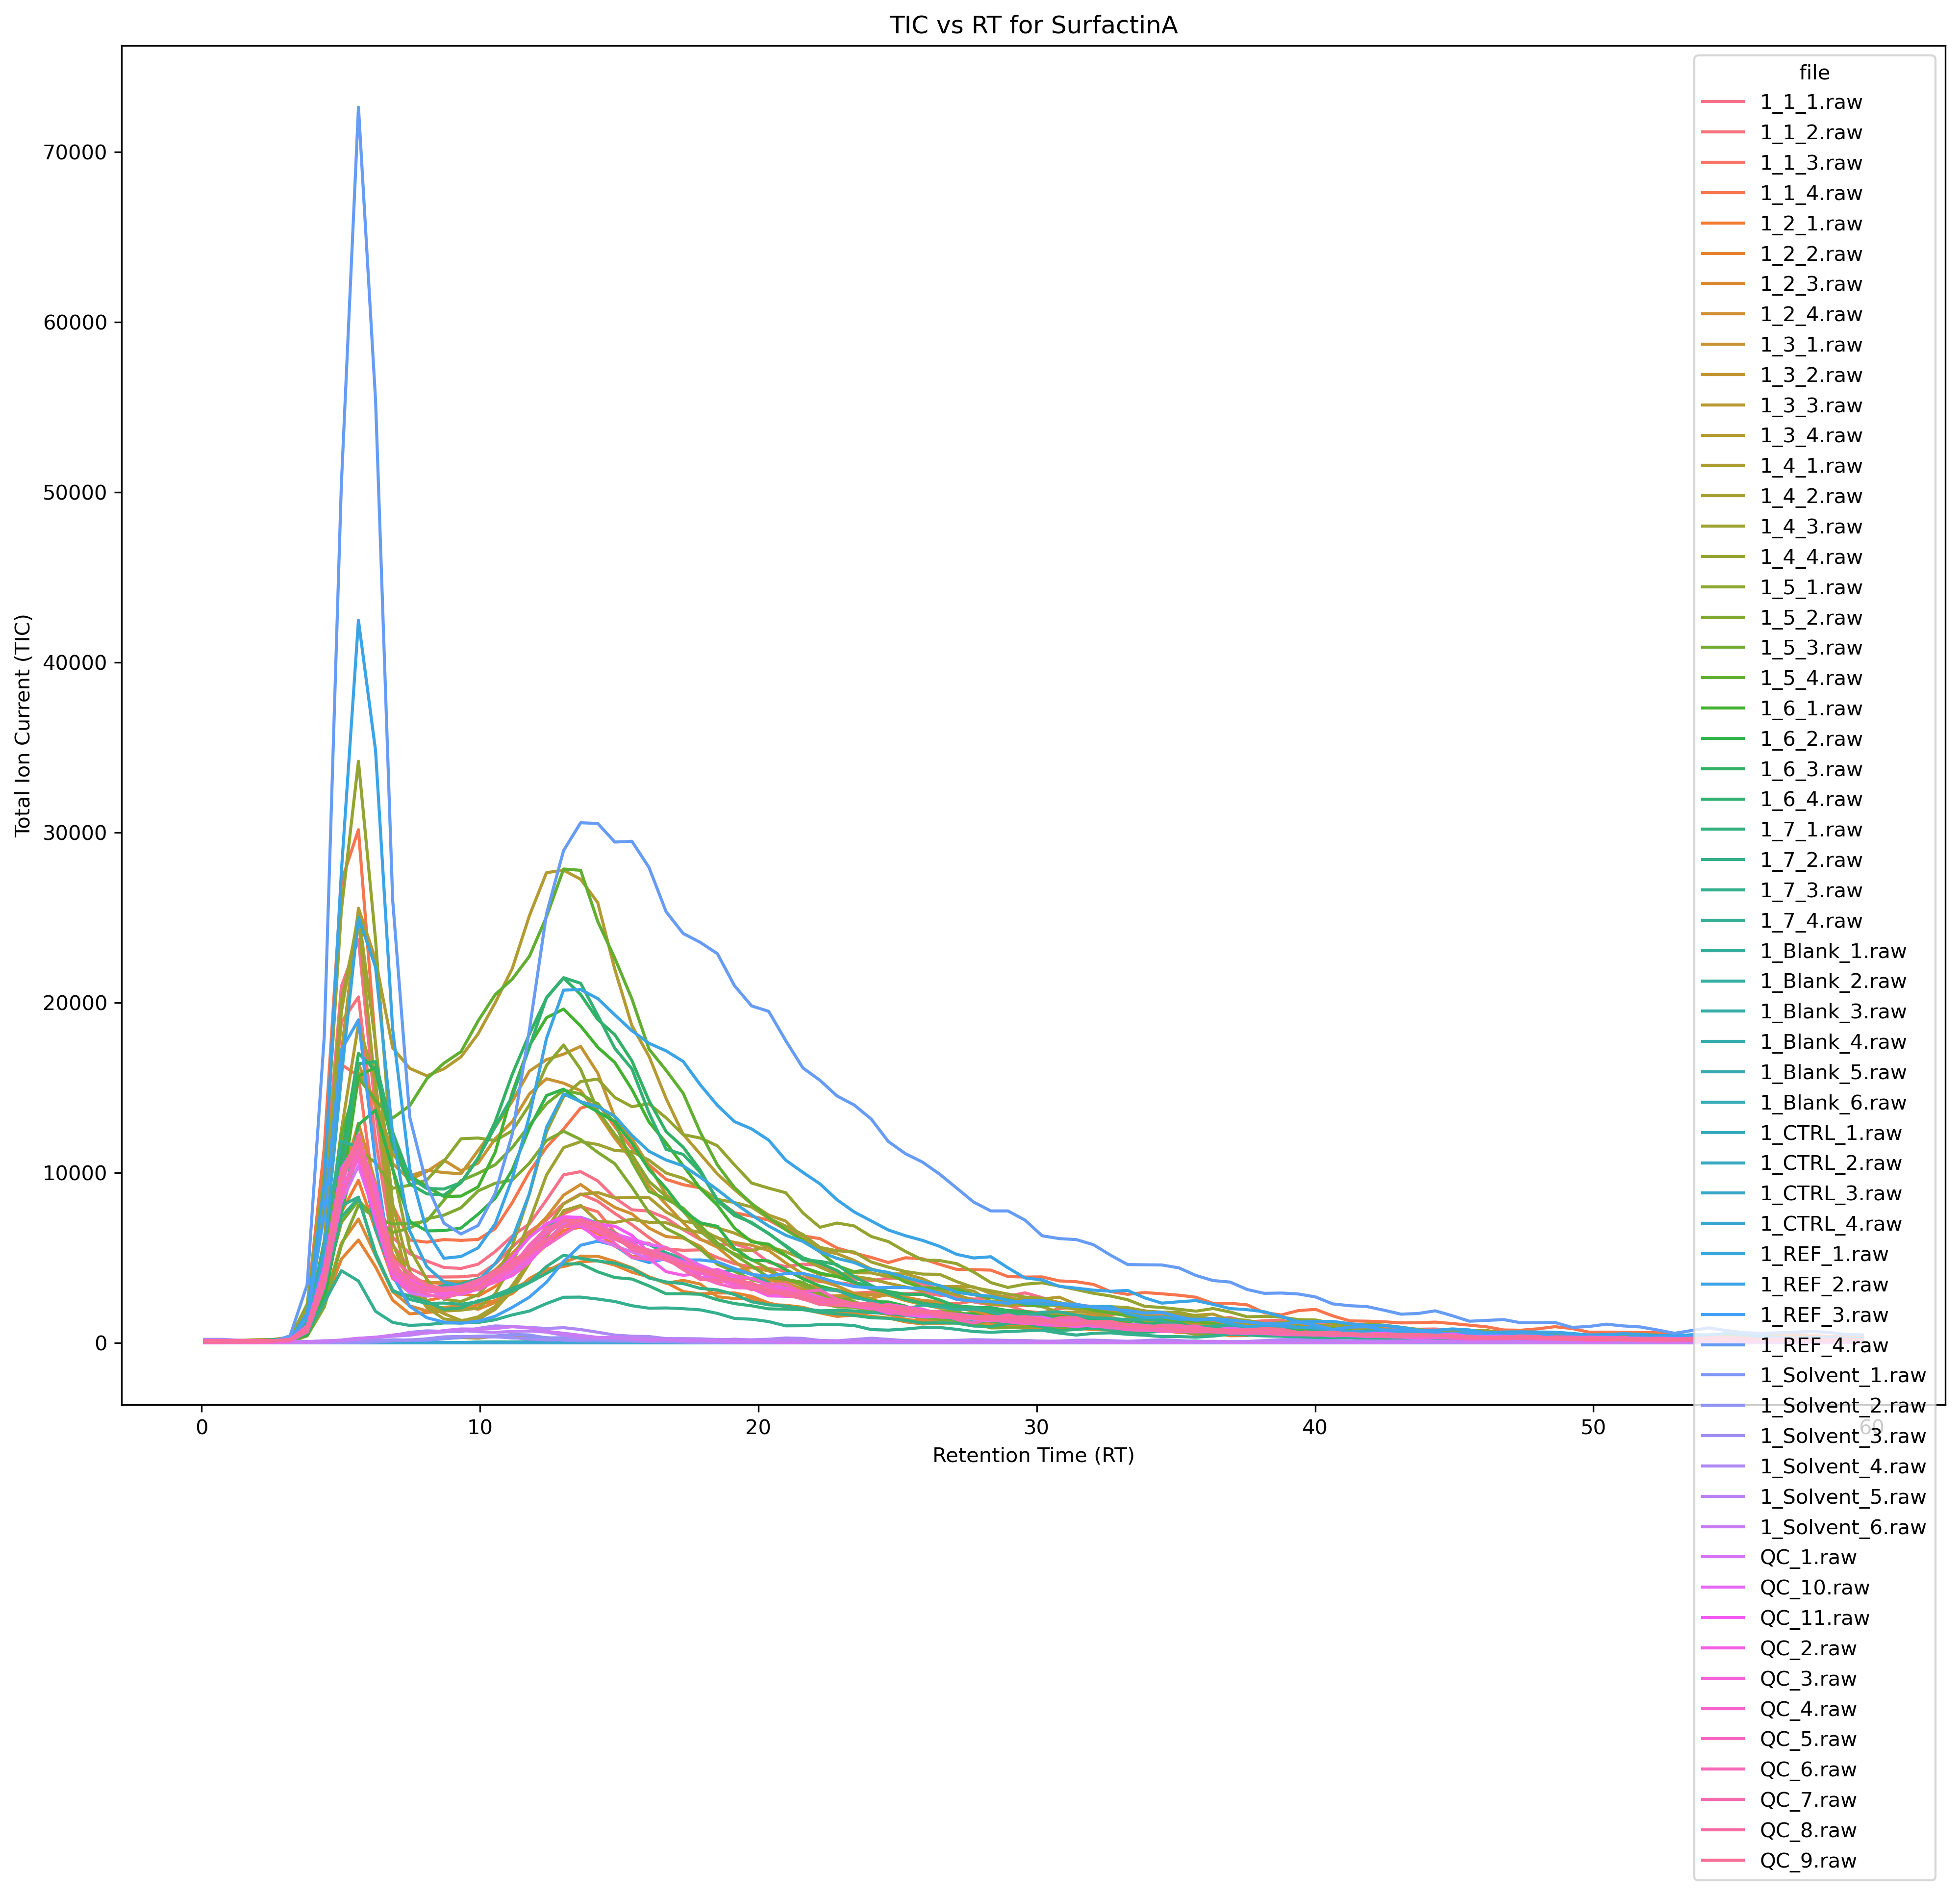 TIC vs RT for SurfactinA
Total Ion Current (TIC)
70000
60000
50000
40000
30000
20000
10000
0
0
10
20
30
40
50
60
Retention Time (RT)
file
1_1_1.raw
1_1_2.raw
1_1_3.raw
1_1_4.raw
1_2_1.raw
1_2_2.raw
1_2_3.raw
1_2_4.raw
1_3_1.raw
1_3_2.raw
1_3_3.raw
1_3_4.raw
1_4_1.raw
1_4_2.raw
1_4_3.raw
1_4_4.raw
1_5_1.raw
1_5_2.raw
1_5_3.raw
1_5_4.raw
1_6_1.raw
1_6_2.raw
1_6_3.raw
1_6_4.raw
1_7_1.raw
1_7_2.raw
1_7_3.raw
1_7_4.raw
1_Blank_1.raw
1_Blank_2.raw
1_Blank_3.raw
1_Blank_4.raw
1_Blank_5.raw
1_Blank_6.raw
1_CTRL_1.raw
1_CTRL_2.raw
1_CTRL_3.raw
1_CTRL_4.raw
1_REF_1.raw
1_REF_2.raw
1_REF_3.raw
1_REF_4.raw
1_Solvent_1.raw
1_Solvent_2.raw
1_Solvent_3.raw
1_Solvent_4.raw
1_Solvent_5.raw
1_Solvent_6.raw
QC_1.raw
QC_10.raw
QC_11.raw
QC_2.raw
QC_3.raw
QC_4.raw
QC_5.raw
QC_6.raw
QC_7.raw
QC_8.raw
QC_9.raw